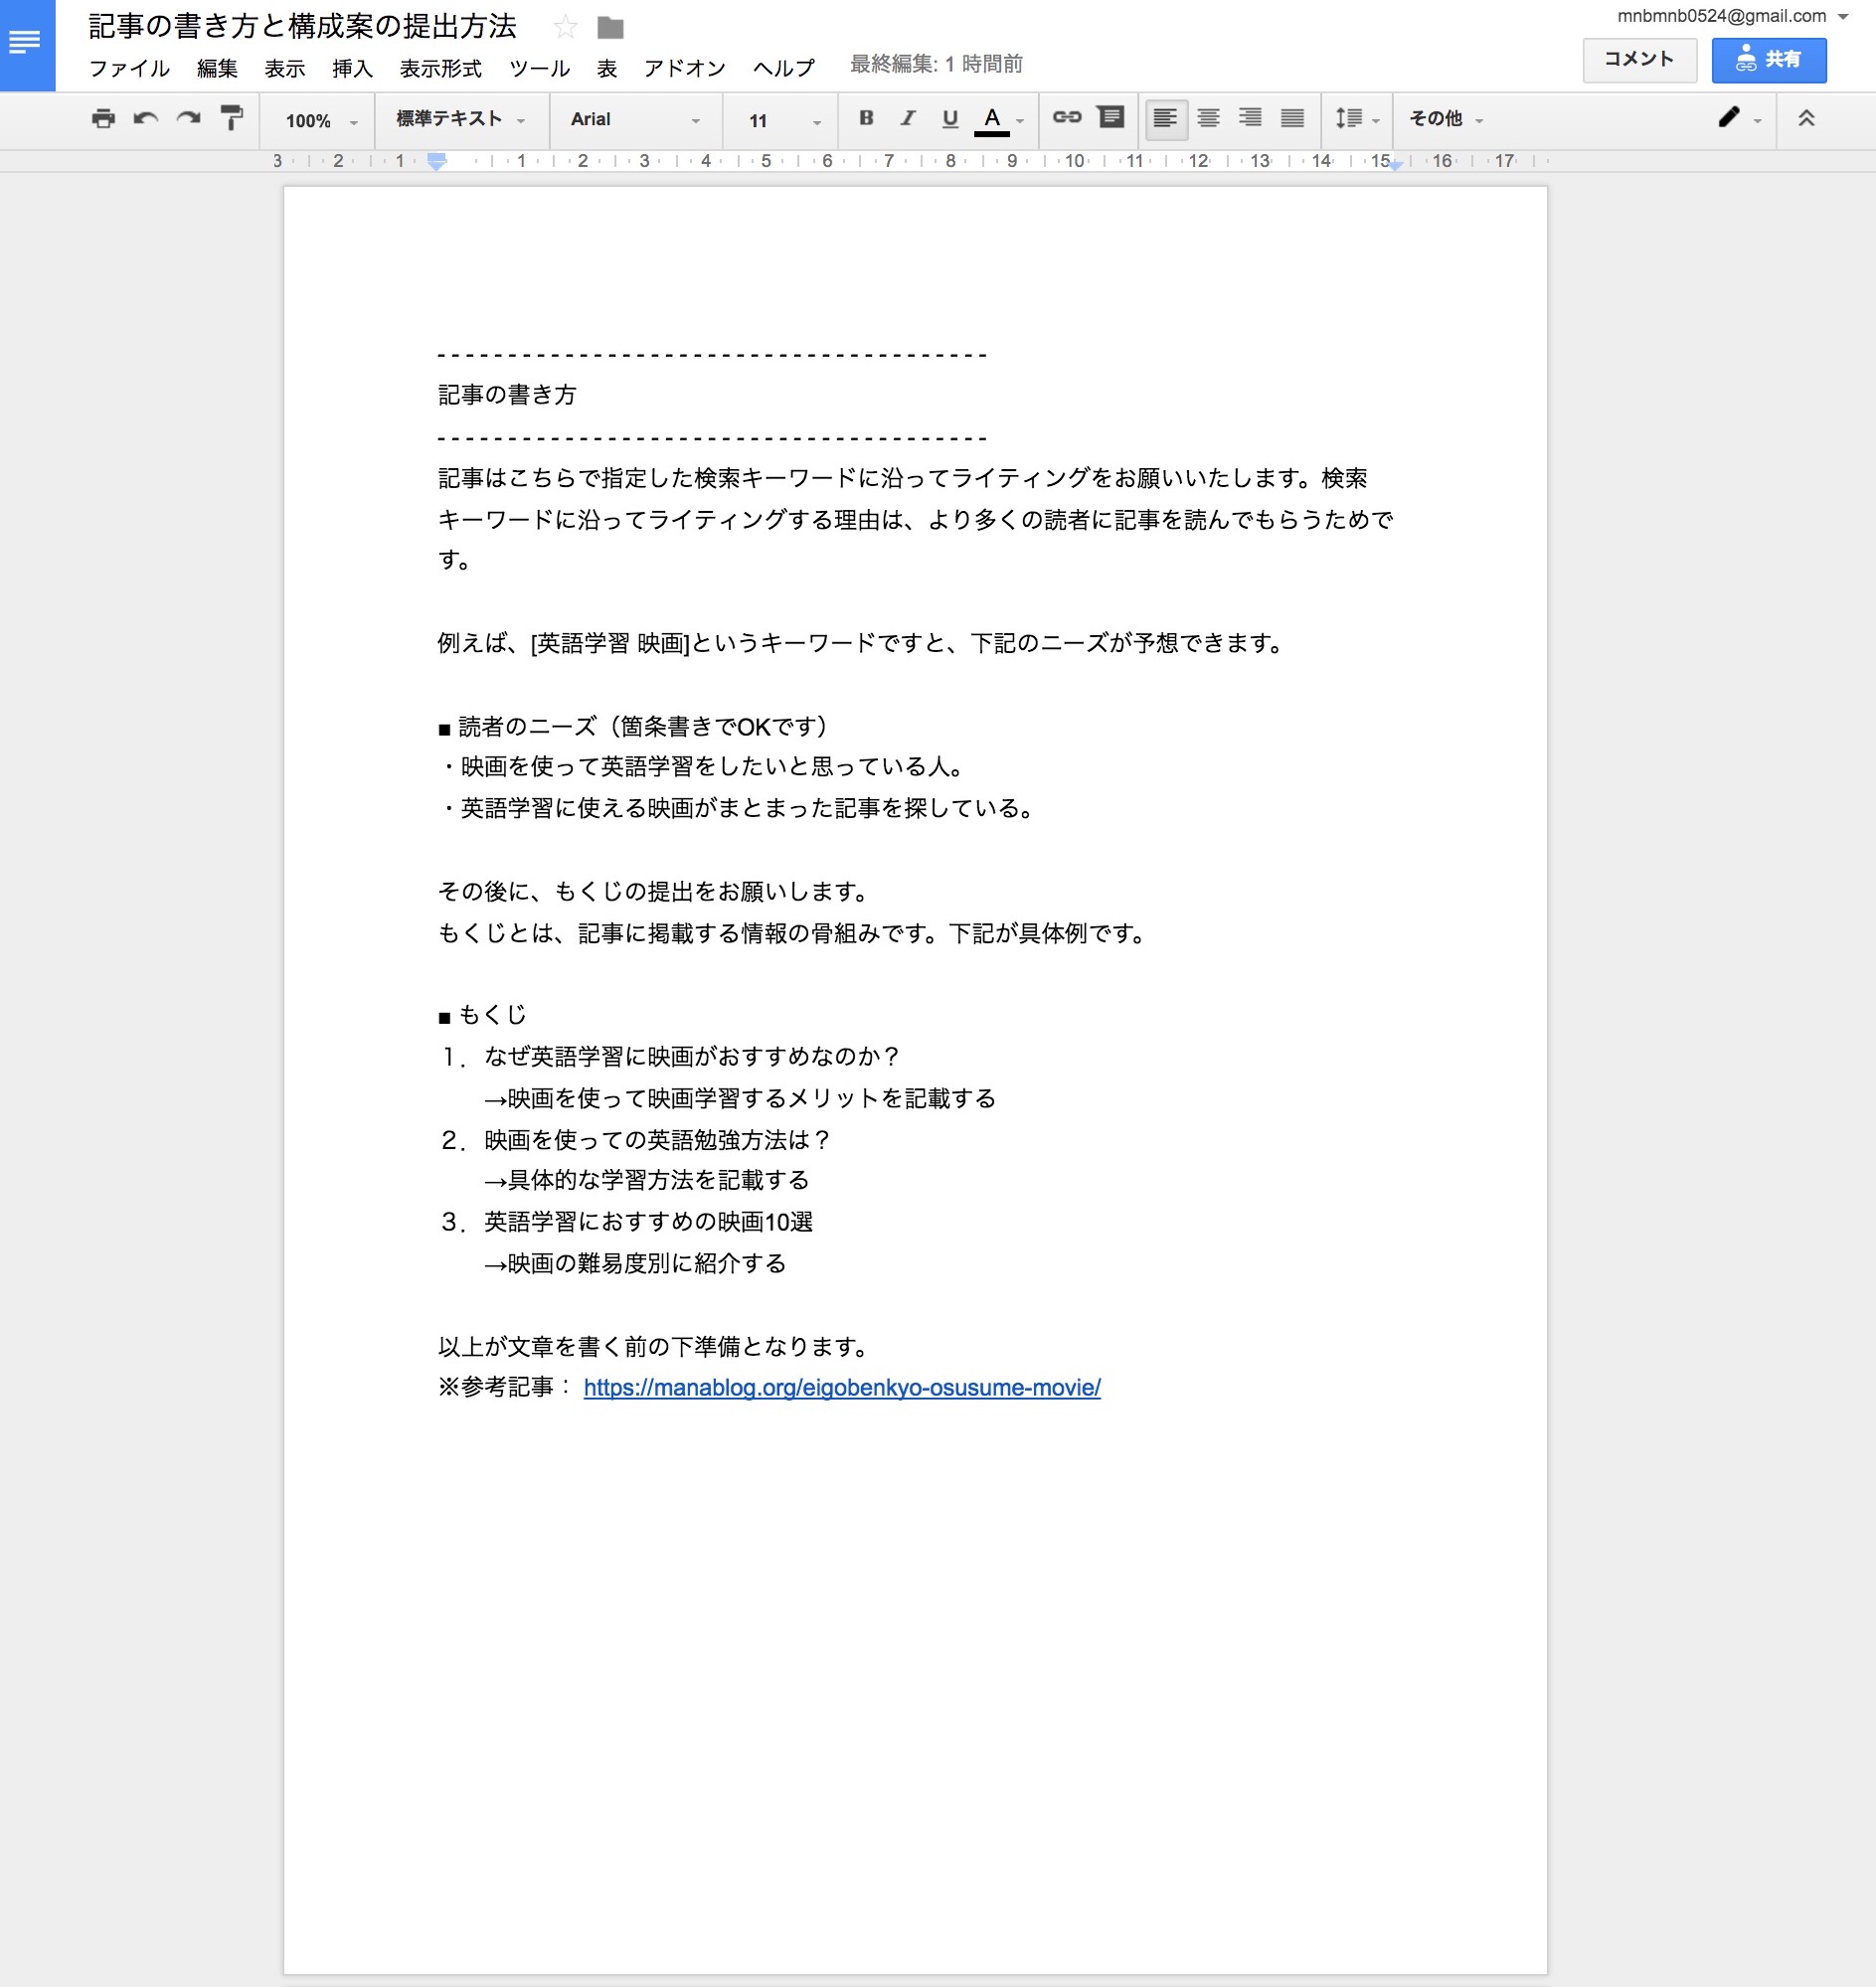 記事の書き方と構成案の提出方法
mnbmnb0524@gmail.com
ファイル 編集 表示 挿入 表示形式 ツール 表 アドオン ヘルプ 最終編集: 1 時間前
コメント 共有
100% 標準テキスト Arial 11 B I U A その他
3 2 1 1 2 3 4 5 6 7 8 9 10 11 12 13 14 15 16 17
- - - - - - - - - - - - - - - - - - - - - - - - - - - - - - - - - - - - - - -
記事の書き方
- - - - - - - - - - - - - - - - - - - - - - - - - - - - - - - - - - - - - - -
記事はこちらで指定した検索キーワードに沿ってライティングをお願いいたします。検索
キーワードに沿ってライティングする理由は、より多くの読者に記事を読んでもらうためで
す。
例えば、[英語学習 映画]というキーワードですと、下記のニーズが予想できます。
■ 読者のニーズ（箇条書きでOKです）
・映画を使って英語学習をしたいと思っている人。
・英語学習に使える映画がまとまった記事を探している。
その後に、もくじの提出をお願いします。
もくじとは、記事に掲載する情報の骨組みです。下記が具体例です。
■ もくじ
１．なぜ英語学習に映画がおすすめなのか？
→映画を使って映画学習するメリットを記載する
２．映画を使っての英語勉強方法は？
→具体的な学習方法を記載する
３．英語学習におすすめの映画10選
→映画の難易度別に紹介する
以上が文章を書く前の下準備となります。
※参考記事： https://manablog.org/eigobenkyo-osusume-movie/